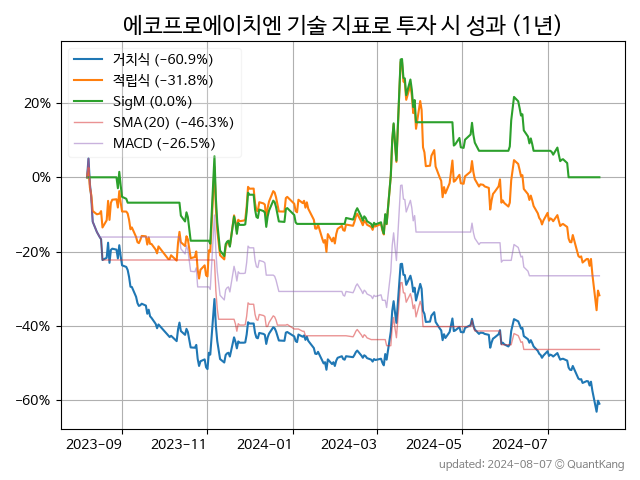 에코프로에이치엔 기술 지표로 투자 시 성과 (1년)
거치식 (−60.9%)
적립식 (−31.8%)
SigM (0.0%)
SMA(20) (−46.3%)
MACD (−26.5%)
20%
0%
−20%
−40%
−60%
2023-09
2023-11
2024-01
2024-03
2024-05
2024-07
updated: 2024-08-07 © QuantKang